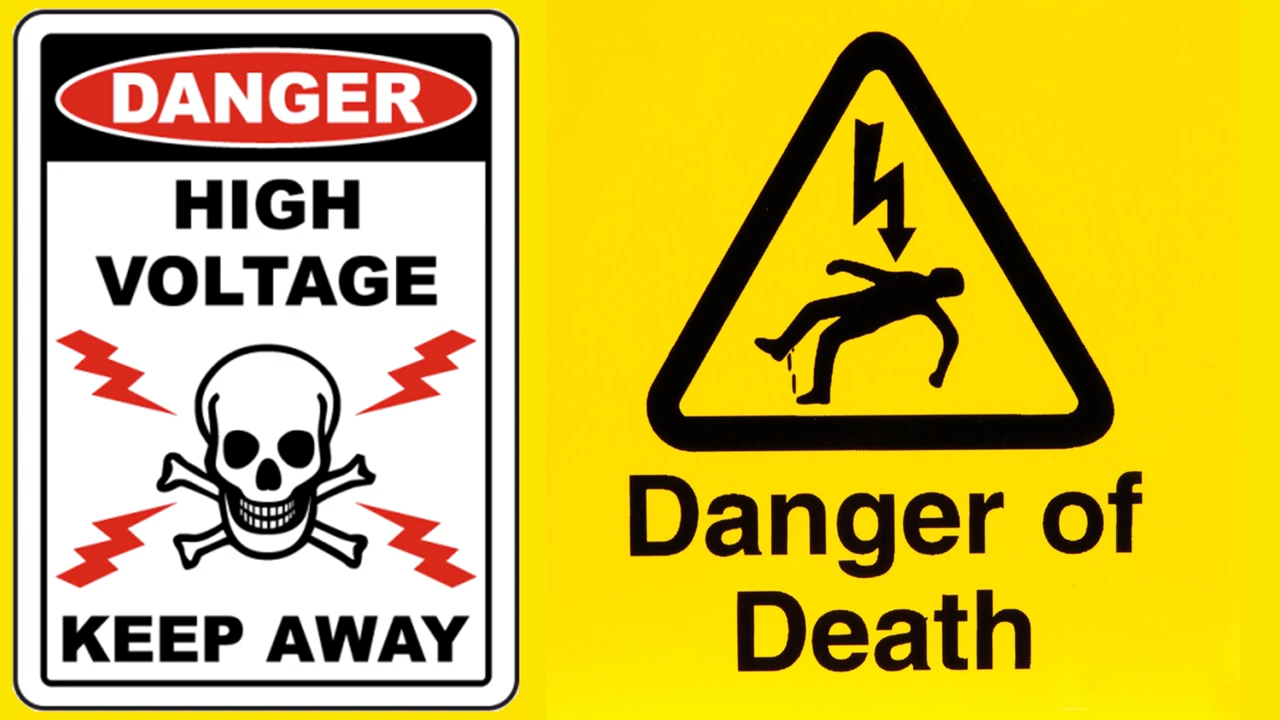 DANGER
HIGH
VOLTAGE
KEEP AWAY
Danger of
Death